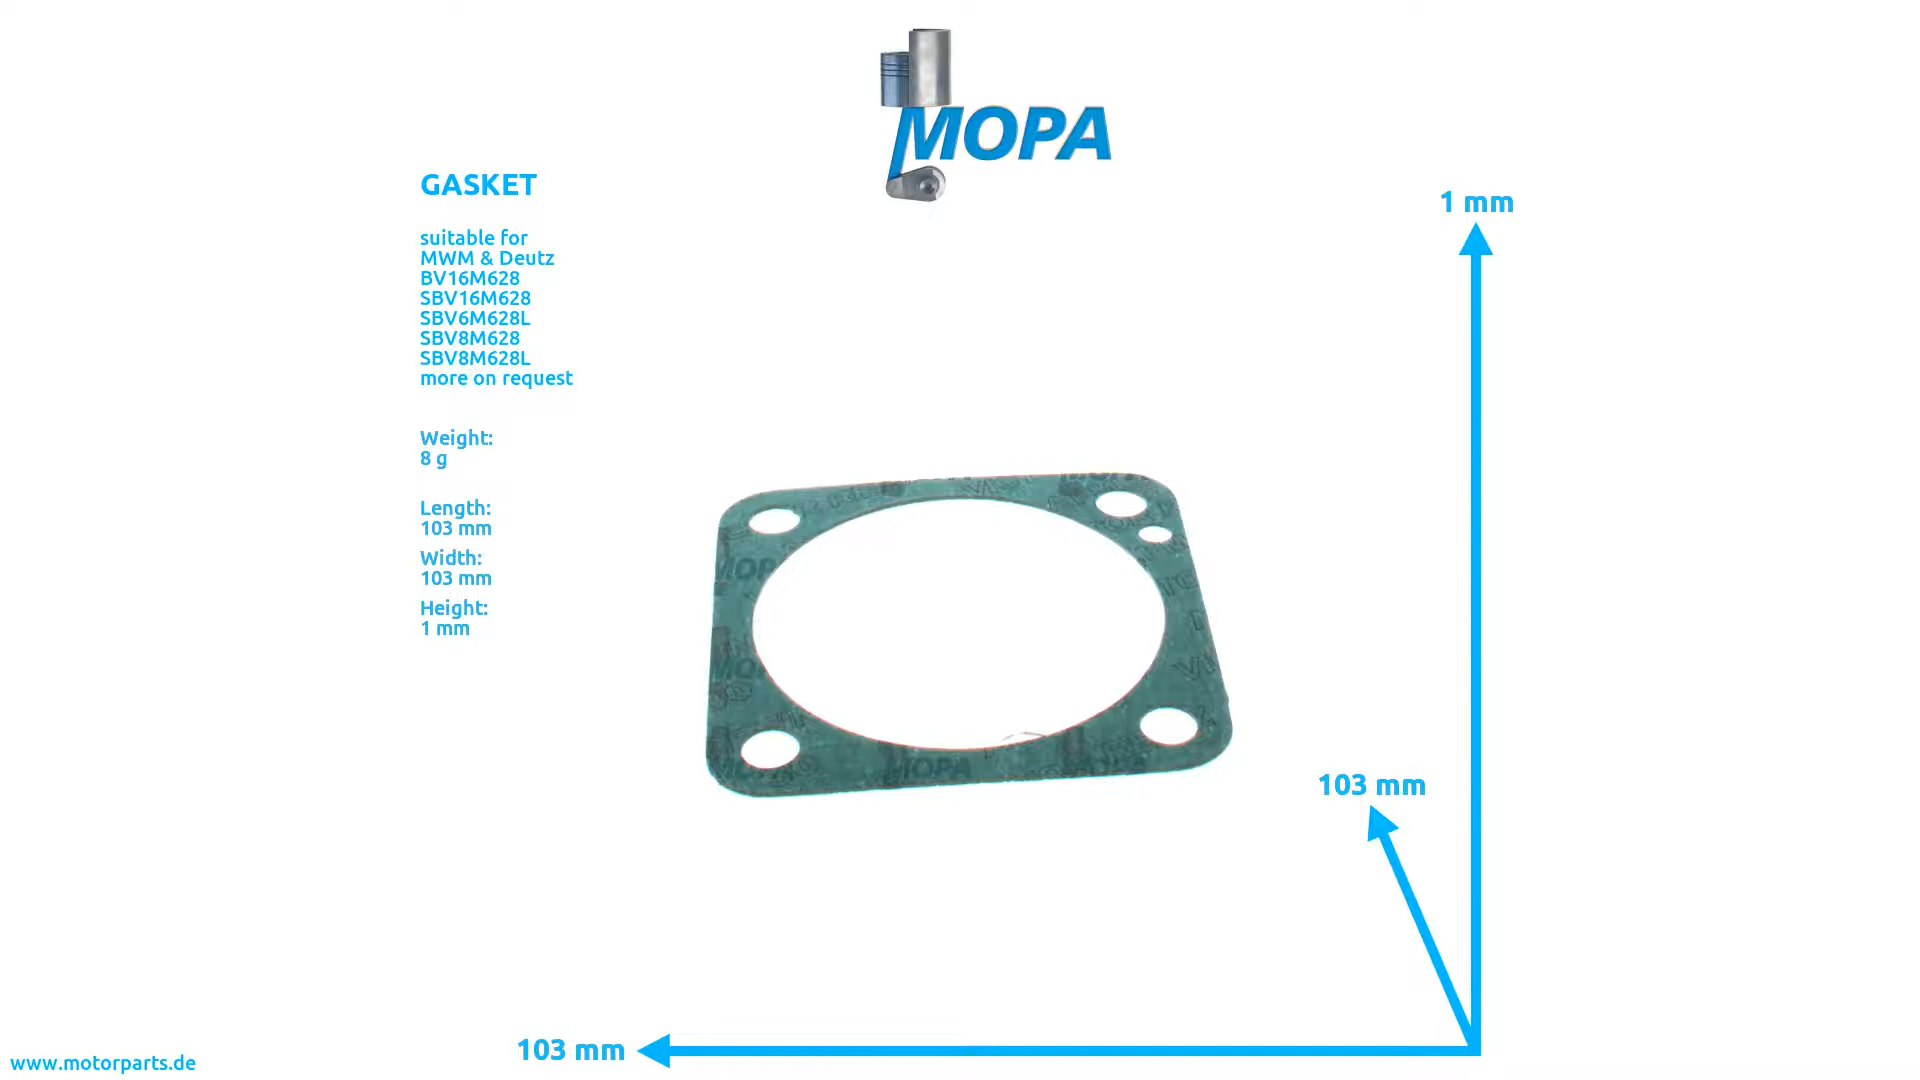 MOPA
GASKET
suitable for
MWM & Deutz
BV16M628
SBV16M628
SBV6M628L
SBV8M628
SBV8M628L
more on request
Weight:
8 g
Length:
103 mm
Width:
103 mm
Height:
1 mm
1 mm
103 mm
103 mm
MOPA
www.motorparts.de